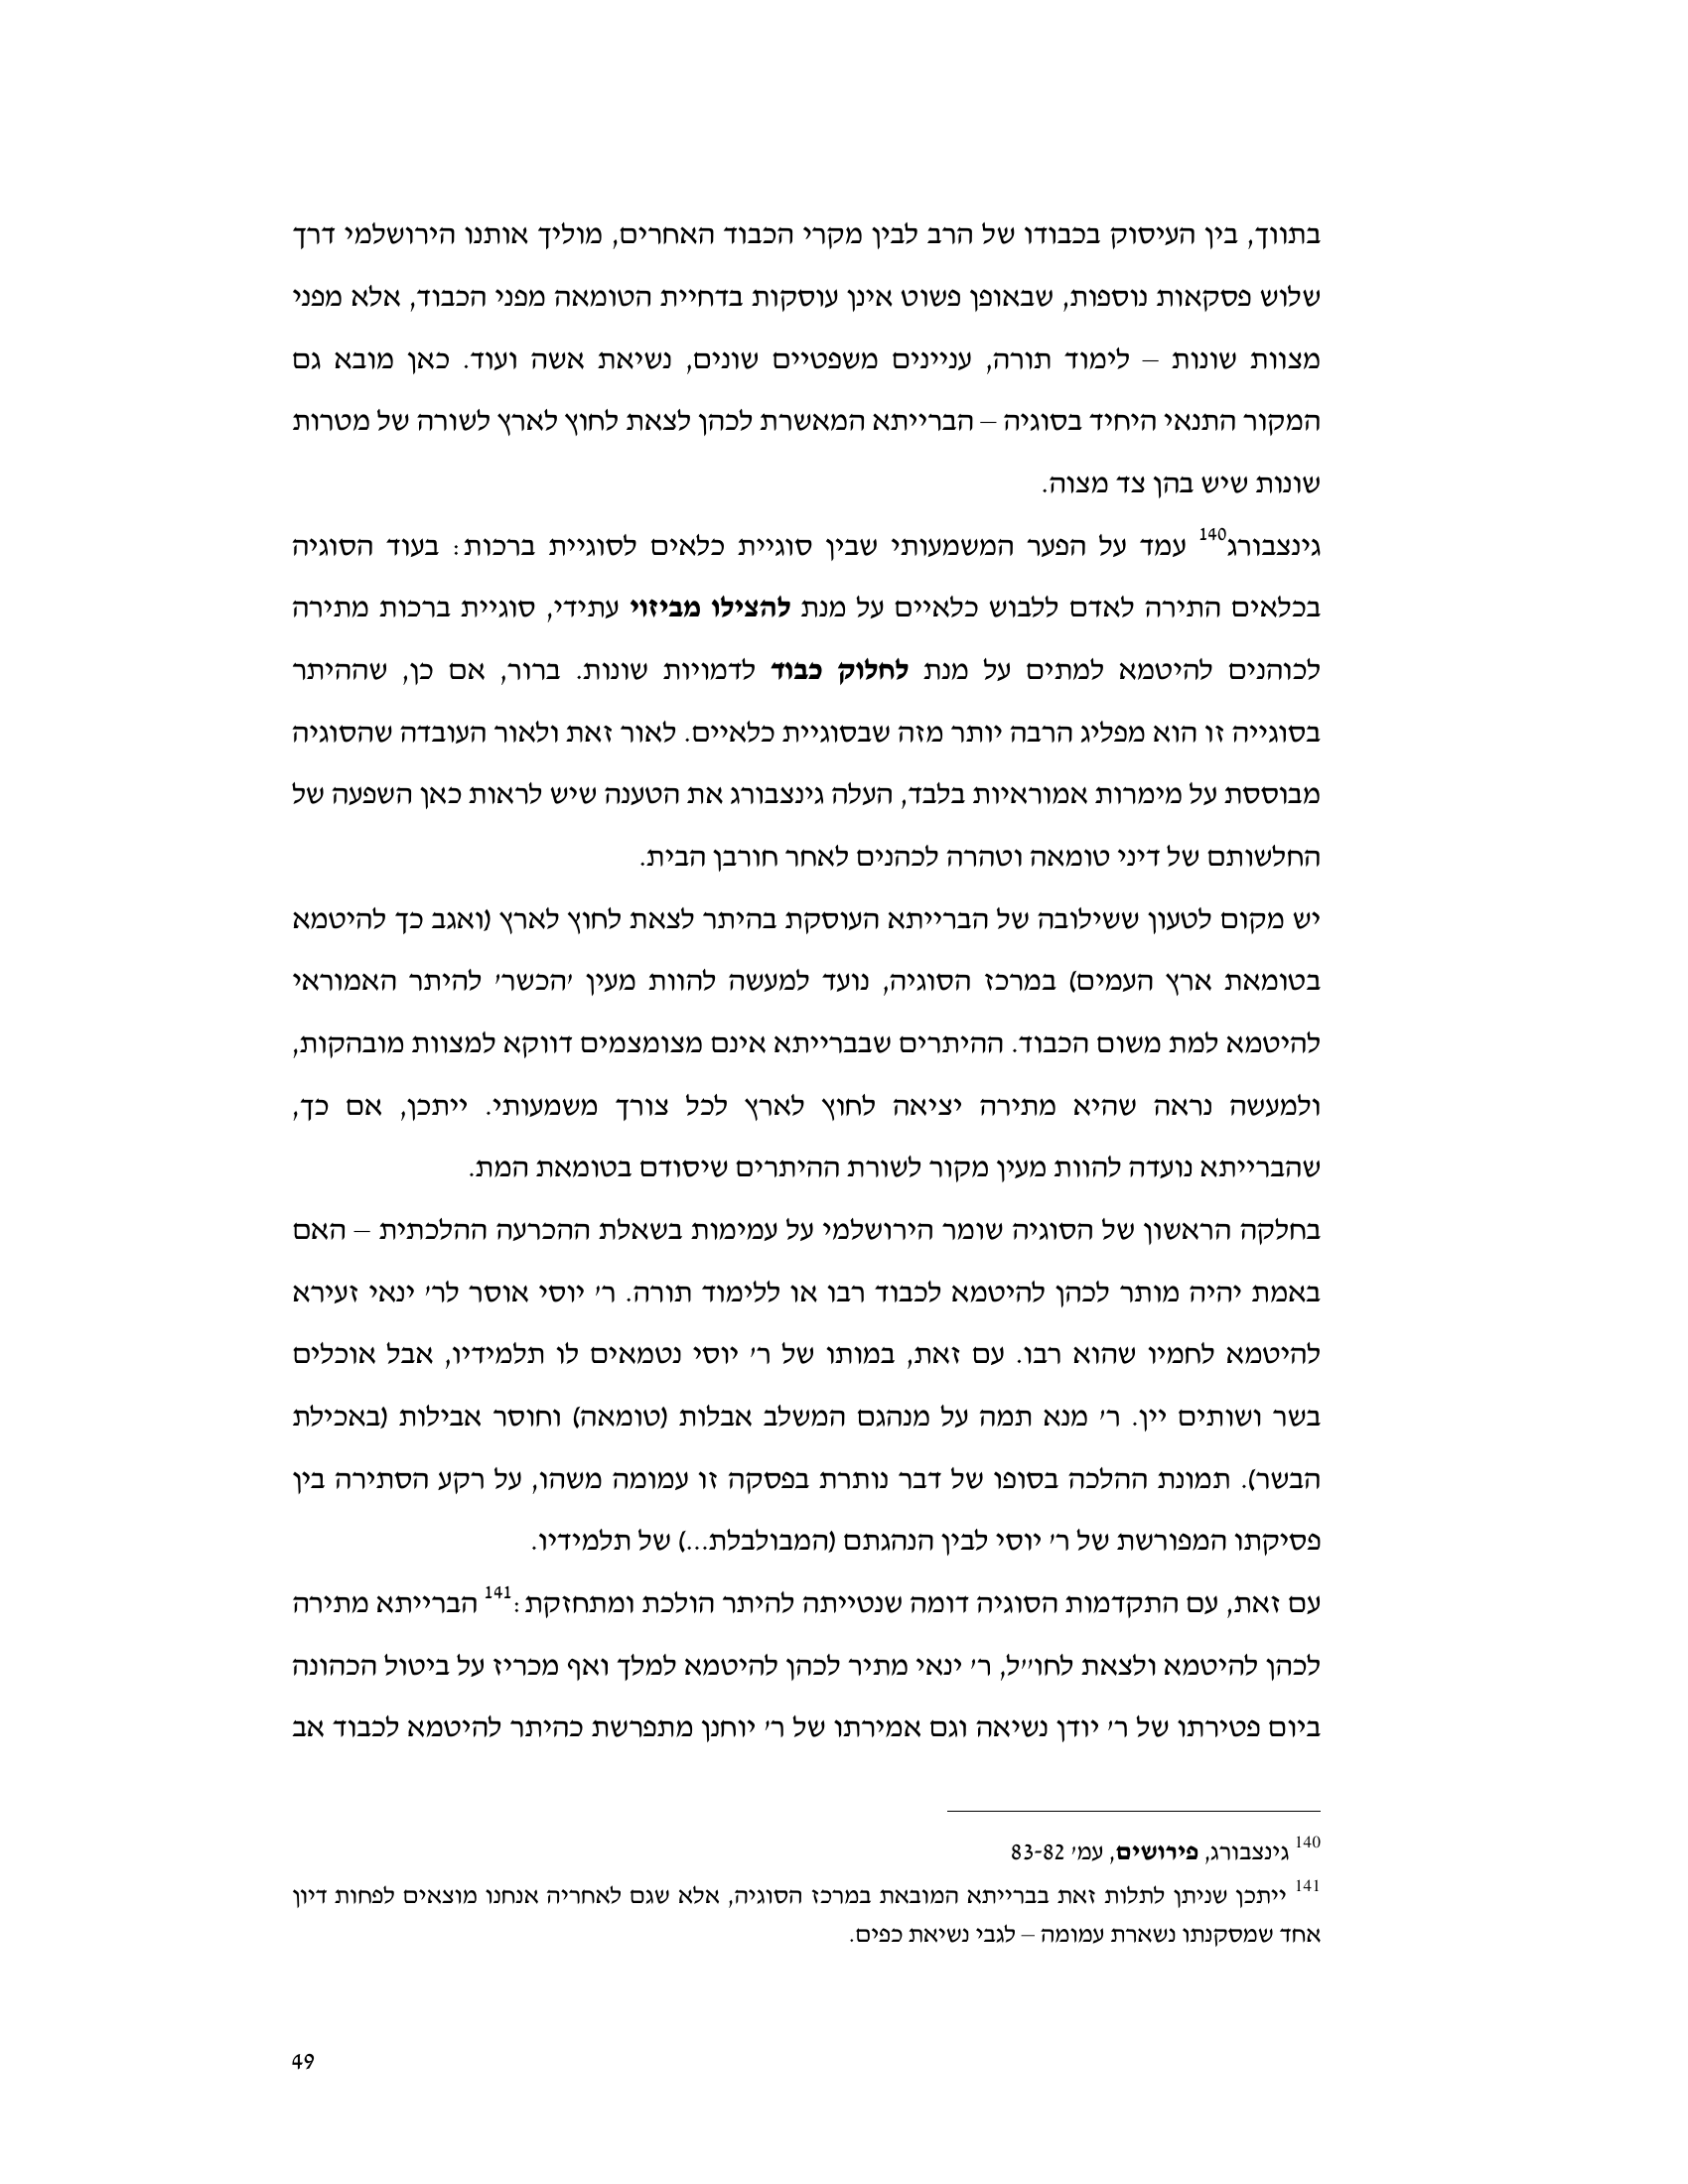 בתווך, בין העיסוק בכבודו של הרב לבין מקרי הכבוד האחרים, מוליך אותנו הירושלמי דרך
שלוש פסקאות נוספות, שבאופן פשוט אינן עוסקות בדחיית הטומאה מפני הכבוד, אלא מפני
מצוות שונות – לימוד תורה, עניינים משפטיים שונים, נשיאת אשה ועוד. כאן מובא גם
המקור התנאי היחיד בסוגיה – הברייתא המאשרת לכהן לצאת לחוץ לארץ לשורה של מטרות
שונות שיש בהן צד מצוה.
גינצבורג140 עמד על הפער המשמעותי שבין סוגיית כלאים לסוגיית ברכות: בעוד הסוגיה
בכלאים התירה לאדם ללבוש כלאיים על מנת להצילו מביזוי עתידי, סוגיית ברכות מתירה
לכוהנים להיטמא למתים על מנת לחלוק כבוד לדמויות שונות. ברור, אם כן, שההיתר
בסוגייה זו הוא מפליג הרבה יותר מזה שבסוגיית כלאיים. לאור זאת ולאור העובדה שהסוגיה
מבוססת על מימרות אמוראיות בלבד, העלה גינצבורג את הטענה שיש לראות כאן השפעה של
החלשותם של דיני טומאה וטהרה לכהנים לאחר חורבן הבית.
יש מקום לטעון ששילובה של הברייתא העוסקת בהיתר לצאת לחוץ לארץ (ואגב כך להיטמא
בטומאת ארץ העמים) במרכז הסוגיה, נועד למעשה להוות מעין 'הכשר' להיתר האמוראי
להיטמא למת משום הכבוד. ההיתרים שבברייתא אינם מצומצמים דווקא למצוות מובהקות,
ולמעשה נראה שהיא מתירה יציאה לחוץ לארץ לכל צורך משמעותי. ייתכן, אם כך,
שהברייתא נועדה להוות מעין מקור לשורת ההיתרים שיסודם בטומאת המת.
בחלקה הראשון של הסוגיה שומר הירושלמי על עמימות בשאלת ההכרעה ההלכתית – האם
באמת יהיה מותר לכהן להיטמא לכבוד רבו או ללימוד תורה. ר' יוסי אוסר לר' ינאי זעירא
להיטמא לחמיו שהוא רבו. עם זאת, במותו של ר' יוסי נטמאים לו תלמידיו, אבל אוכלים
בשר ושותים יין. ר' מנא תמה על מנהגם המשלב אבלות (טומאה) וחוסר אבילות (באכילת
הבשר). תמונת ההלכה בסופו של דבר נותרת בפסקה זו עמומה משהו, על רקע הסתירה בין
פסיקתו המפורשת של ר' יוסי לבין הנהגתם (המבולבלת...) של תלמידיו.
עם זאת, עם התקדמות הסוגיה דומה שנטייתה להיתר הולכת ומתחזקת:141 הברייתא מתירה
לכהן להיטמא ולצאת לחו"ל, ר' ינאי מתיר לכהן להיטמא למלך ואף מכריז על ביטול הכהונה
ביום פטירתו של ר' יודן נשיאה וגם אמירתו של ר' יוחנן מתפרשת כהיתר להיטמא לכבוד אב
140 גינצבורג, פירושים, עמ' 83-82
141 ייתכן שניתן לתלות זאת בברייתא המובאת במרכז הסוגיה, אלא שגם לאחריה אנחנו מוצאים לפחות דיון
אחד שמסקנתו נשארת עמומה – לגבי נשיאת כפים.
49